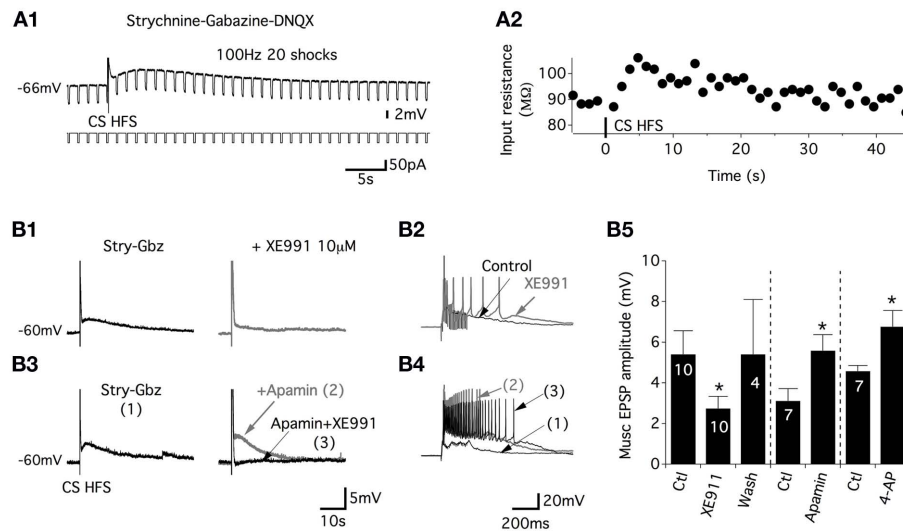 A1
Strychnine-Gabazine-DNQX
100Hz 20 shocks
-66mV
2mV
CS HFS
50pA
5s
A2
Input resistance
(MΩ)
100
90
80
CS HFS
0
10
20
30
40
Time (s)
B1
Stry-Gbz
+ XE991 10µM
-60mV
B2
Control
XE991
B3
Stry-Gbz
(1)
+Apamin (2)
Apamin+XE991
(3)
-60mV
CS HFS
5mV
10s
B4
(2)
(3)
(1)
20mV
200ms
B5
Musc EPSP amplitude (mV)
10
8
6
4
2
0
10
10
4
7
*
*
7
*
Ctl
XE911
Wash
Ctl
Apamin
Ctl
4-AP